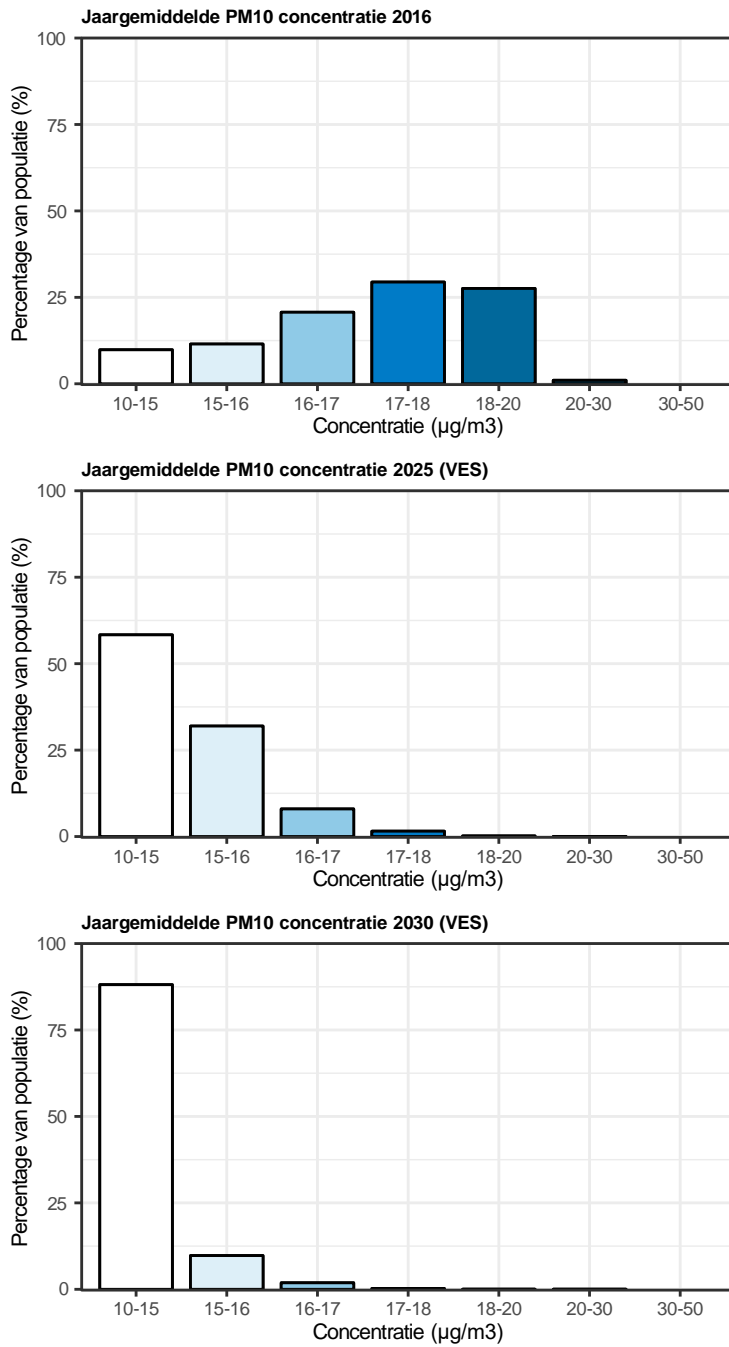 Jaargemiddelde PM10 concentratie 2016
Percentage van populatie (%)
100
75
50
25
0
10-15 15-16 16-17 17-18 18-20 20-30 30-50
Concentratie (µg/m3)
Jaargemiddelde PM10 concentratie 2025 (VES)
Percentage van populatie (%)
100
75
50
25
0
10-15 15-16 16-17 17-18 18-20 20-30 30-50
Concentratie (µg/m3)
Jaargemiddelde PM10 concentratie 2030 (VES)
Percentage van populatie (%)
100
75
50
25
0
10-15 15-16 16-17 17-18 18-20 20-30 30-50
Concentratie (µg/m3)